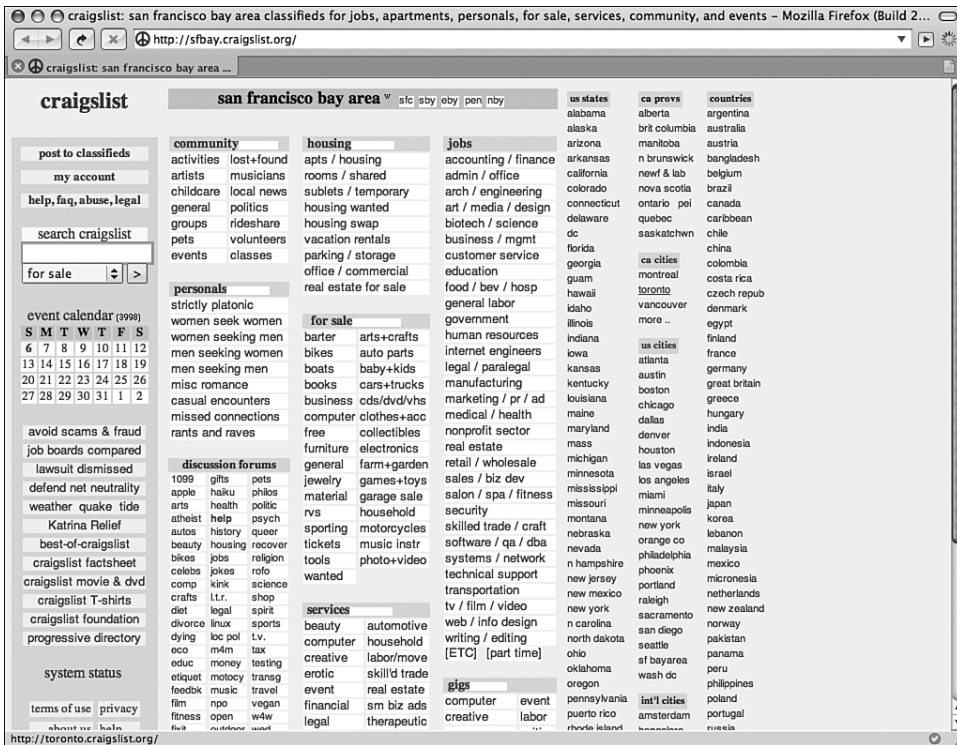 craigslist: san francisco bay area classifieds for jobs, apartments, personals, for sale, services, community, and events – Mozilla Firefox (Build 2...
http://sfbay.craigslist.org/
craigslist: san francisco bay area ...
craigslist
post to classifieds
my account
help, faq, abuse, legal
search craigslist
for sale >
event calendar (3998)
S M T W T F S
6 7 8 9 10 11 12
13 14 15 16 17 18 19
20 21 22 23 24 25 26
27 28 29 30 31 1 2
avoid scams & fraud
job boards compared
lawsuit dismissed
defend net neutrality
weather quake tide
Katrina Relief
best-of-craigslist
craigslist factsheet
craigslist movie & dvd
craigslist T-shirts
craigslist foundation
progressive directory
system status
terms of use privacy
about us help
san francisco bay area w sfc sby eby pen nby
community
activities lost+found
artists musicians
childcare local news
general politics
groups rideshare
pets volunteers
events classes
personals
strictly platonic
women seek women
women seeking men
men seeking women
men seeking men
misc romance
casual encounters
missed connections
rants and raves
discussion forums
1099 gifts pets
apple haiku philos
arts health politic
atheist help psych
autos history queer
beauty housing recover
bikes jobs religion
celebs jokes rofo
comp kink science
crafts l.t.r. shop
diet legal spirit
divorce linux sports
dying loc pol t.v.
eco m4m tax
educ money testing
etiquet motocy transg
feedbk music travel
film npo vegan
fitness open w4w
fixit outdoor wed
housing
apts / housing
rooms / shared
sublets / temporary
housing wanted
housing swap
vacation rentals
parking / storage
office / commercial
real estate for sale
for sale
barter arts+crafts
bikes auto parts
boats baby+kids
books cars+trucks
business cds/dvd/vhs
computer clothes+acc
free collectibles
furniture electronics
general farm+garden
jewelry games+toys
material garage sale
rvs household
sporting motorcycles
tickets music instr
tools photo+video
wanted
services
beauty automotive
computer household
creative labor/move
erotic skill'd trade
event real estate
financial sm biz ads
legal therapeutic
jobs
accounting / finance
admin / office
arch / engineering
art / media / design
biotech / science
business / mgmt
customer service
education
food / bev / hosp
general labor
government
human resources
internet engineers
legal / paralegal
manufacturing
marketing / pr / ad
medical / health
nonprofit sector
real estate
retail / wholesale
sales / biz dev
salon / spa / fitness
security
skilled trade / craft
software / qa / dba
systems / network
technical support
transportation
tv / film / video
web / info design
writing / editing
[ETC] [part time]
gigs
computer event
creative labor
us states
alabama
alaska
arizona
arkansas
california
colorado
connecticut
delaware
dc
florida
georgia
guam
hawaii
idaho
illinois
indiana
iowa
kansas
kentucky
louisiana
maine
maryland
mass
michigan
minnesota
mississippi
missouri
montana
nebraska
nevada
n hampshire
new jersey
new mexico
new york
n carolina
north dakota
ohio
oklahoma
oregon
pennsylvania
puerto rico
rhode island
ca provs
alberta
brit columbia
manitoba
n brunswick
newf & lab
nova scotia
ontario pei
quebec
saskatchwn
ca cities
montreal
toronto
vancouver
more ..
us cities
atlanta
austin
boston
chicago
dallas
denver
houston
las vegas
los angeles
miami
minneapolis
new york
orange co
philadelphia
phoenix
portland
raleigh
sacramento
san diego
seattle
sf bayarea
wash dc
int'l cities
amsterdam
bangalore
countries
argentina
australia
austria
bangladesh
belgium
brazil
canada
caribbean
chile
china
colombia
costa rica
czech repub
denmark
egypt
finland
france
germany
great britain
greece
hungary
india
indonesia
ireland
israel
italy
japan
korea
lebanon
malaysia
mexico
micronesia
netherlands
new zealand
norway
pakistan
panama
peru
philippines
poland
portugal
russia
http://toronto.craigslist.org/